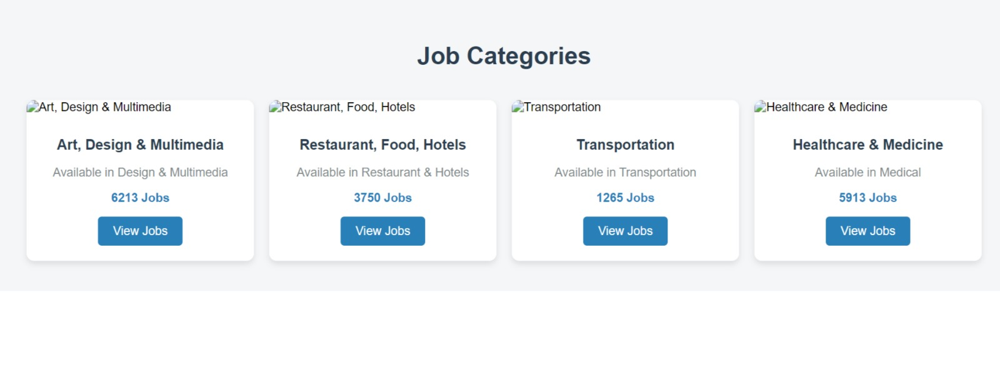 Job Categories
Art, Design & Multimedia
Art, Design & Multimedia
Available in Design & Multimedia
6213 Jobs
View Jobs
Restaurant, Food, Hotels
Restaurant, Food, Hotels
Available in Restaurant & Hotels
3750 Jobs
View Jobs
Transportation
Transportation
Available in Transportation
1265 Jobs
View Jobs
Healthcare & Medicine
Healthcare & Medicine
Available in Medical
5913 Jobs
View Jobs